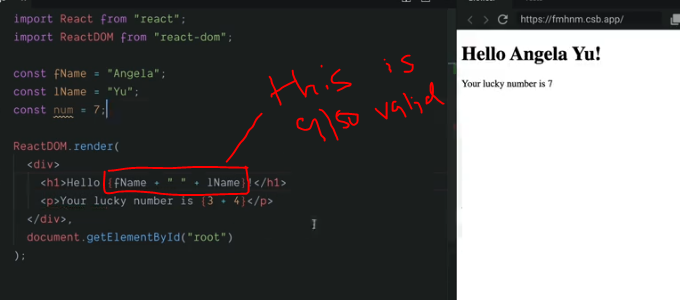 import React from "react";
import ReactDOM from "react-dom";
const fName = "Angela";
const lName = "Yu";
const num = 7;
ReactDOM.render(
<div>
<h1>Hello {fName + " " + lName}!</h1>
<p>Your lucky number is {3 + 4}</p>
</div>,
document.getElementById("root")
);
this is
also valid
https://fmhnm.csb.app/
Hello Angela Yu!
Your lucky number is 7